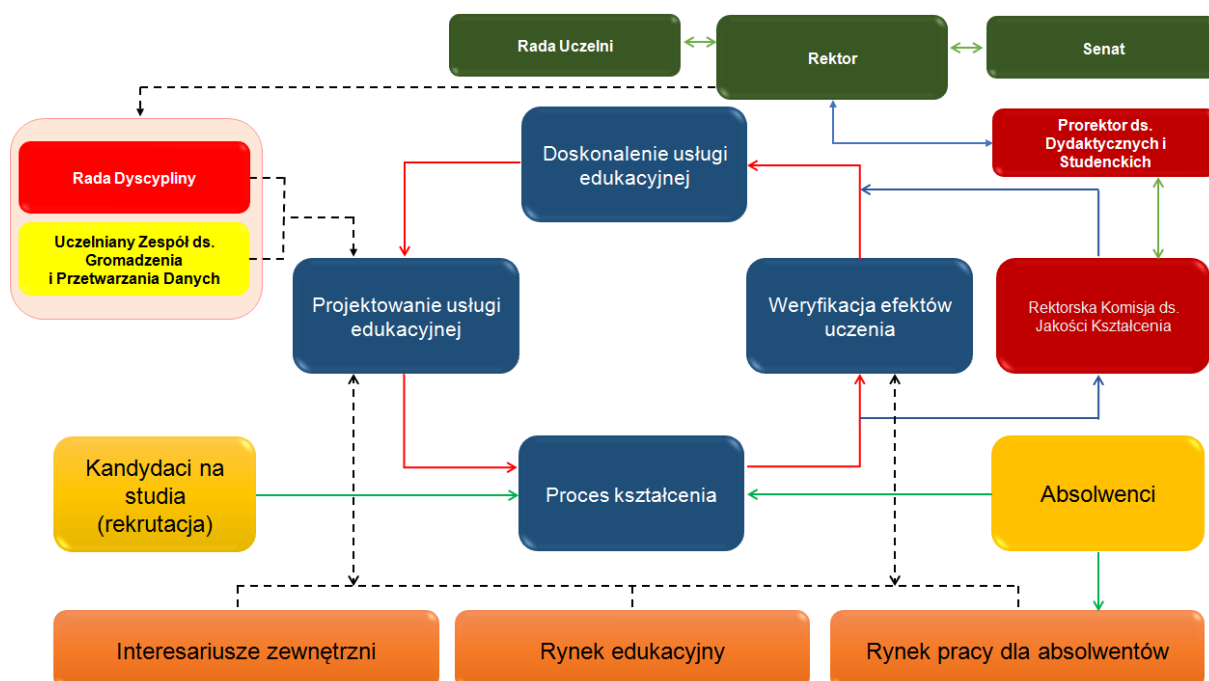 Rada Uczelni
Rektor
Senat
Prorektor ds.
Dydaktycznych i
Studenckich
Doskonalenie usługi
edukacyjnej
Rada Dyscypliny
Uczelniany Zespół ds.
Gromadzenia
i Przetwarzania Danych
Projektowanie usługi
edukacyjnej
Weryfikacja efektów
uczenia
Rektorska Komisja ds.
Jakości Kształcenia
Kandydaci na
studia
(rekrutacja)
Proces kształcenia
Absolwenci
Interesariusze zewnętrzni
Rynek edukacyjny
Rynek pracy dla absolwentów